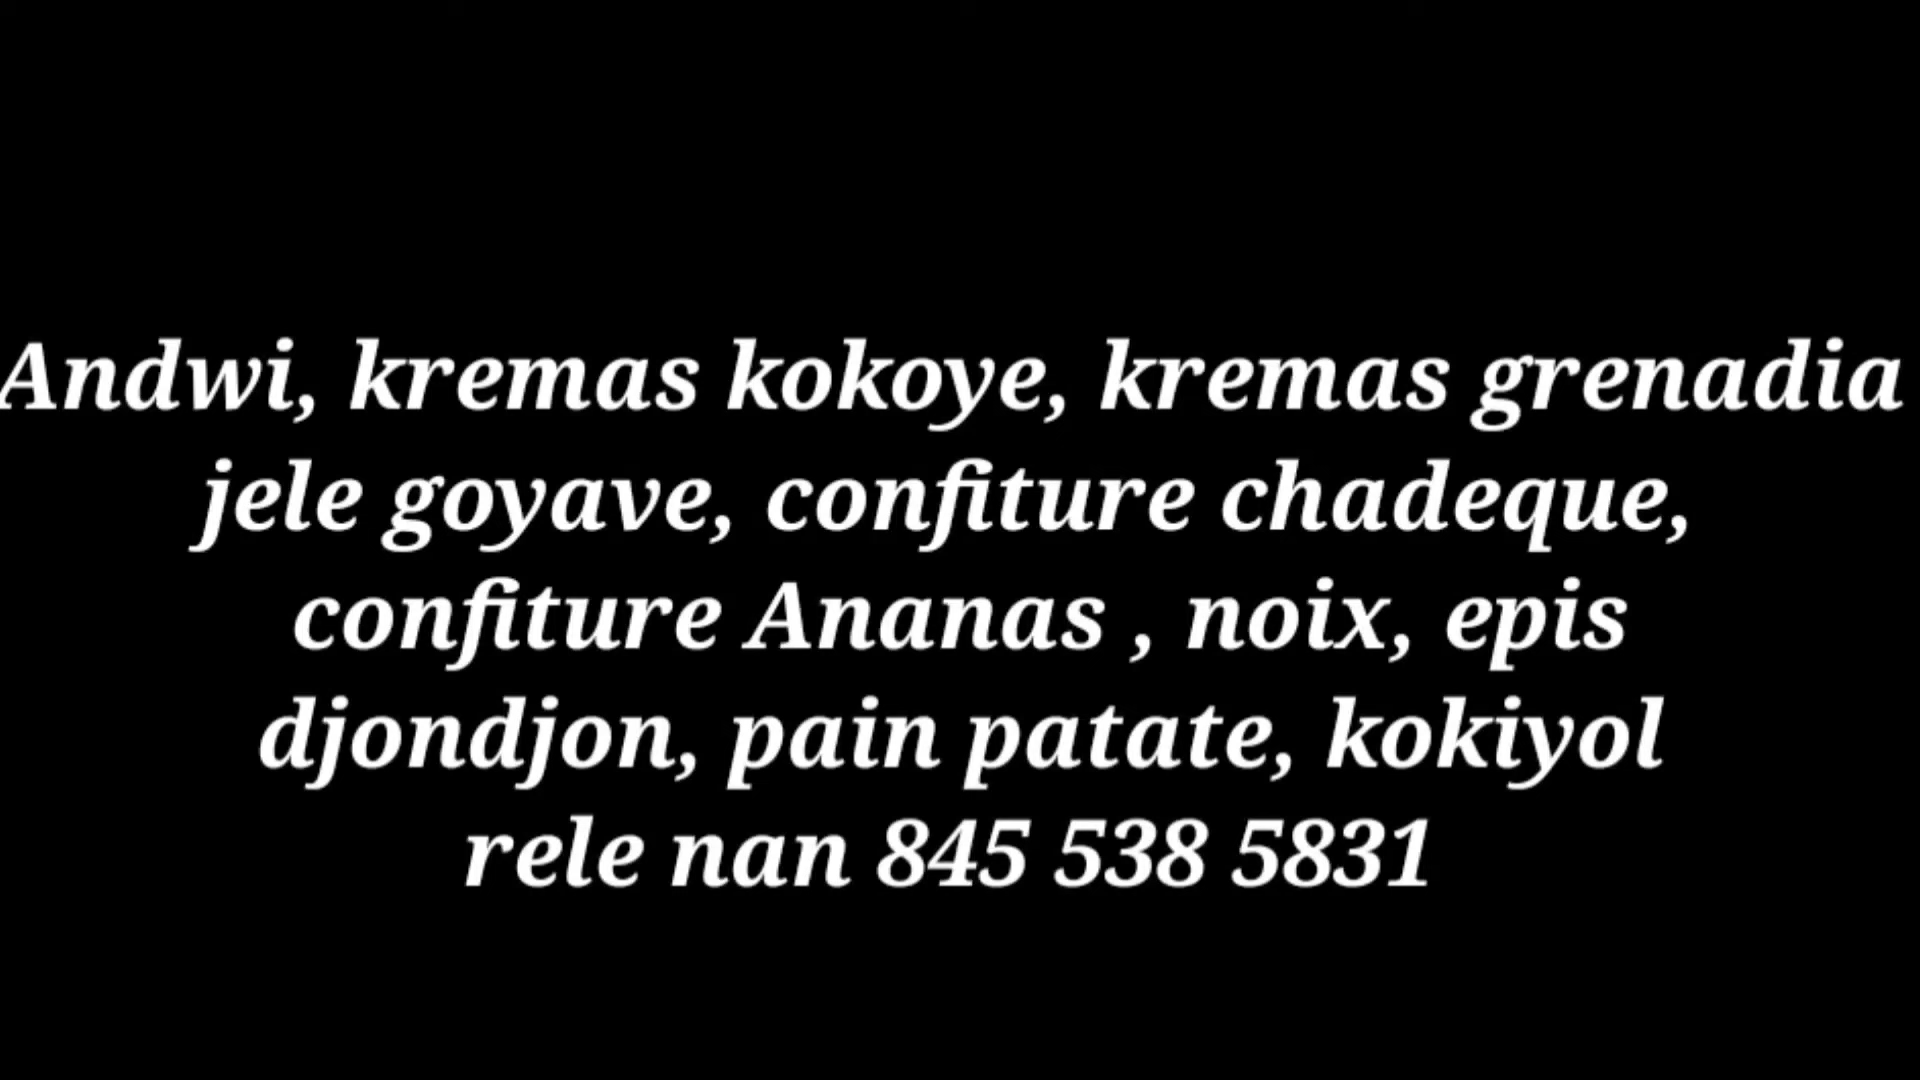 Andwi, kremas kokoye, kremas grenadia
jele goyave, confiture chadeque,
confiture Ananas , noix, epis
djondjon, pain patate, kokiyol
rele nan 845 538 5831